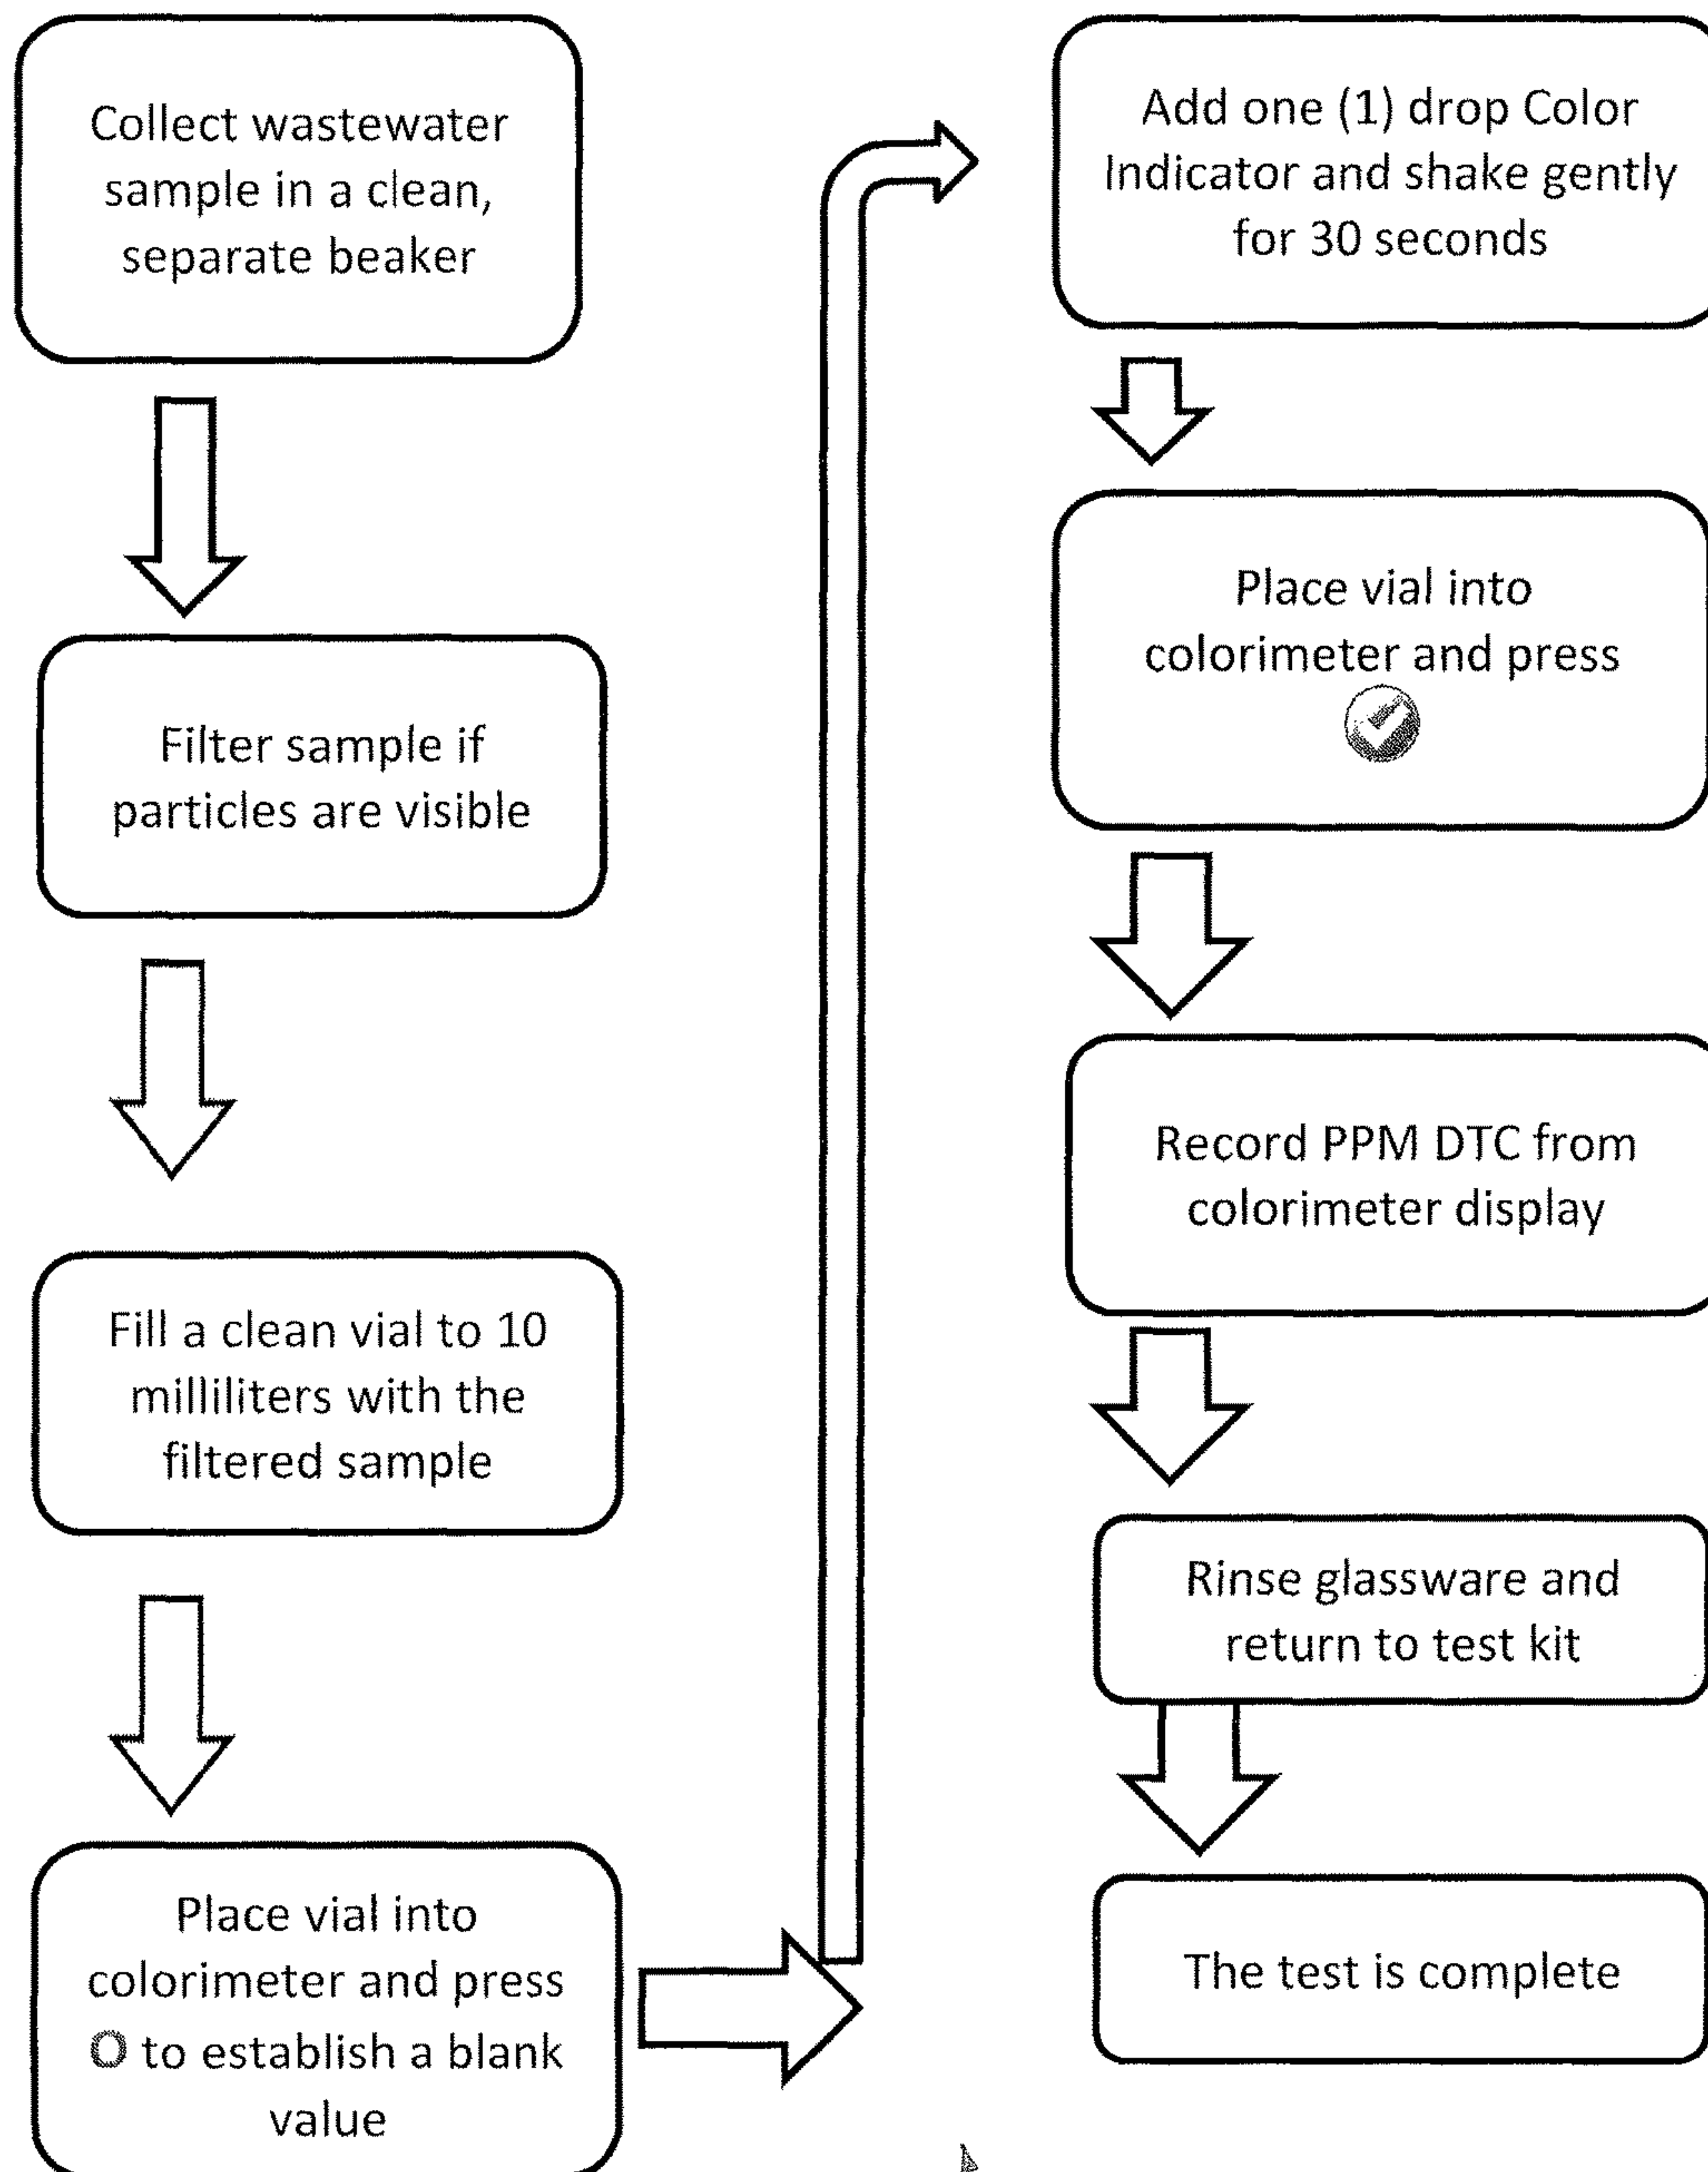 Collect wastewater
sample in a clean,
separate beaker
Filter sample if
particles are visible
Fill a clean vial to 10
milliliters with the
filtered sample
Place vial into
colorimeter and press
O to establish a blank
value
Add one (1) drop Color
Indicator and shake gently
for 30 seconds
Place vial into
colorimeter and press
Record PPM DTC from
colorimeter display
Rinse glassware and
return to test kit
The test is complete